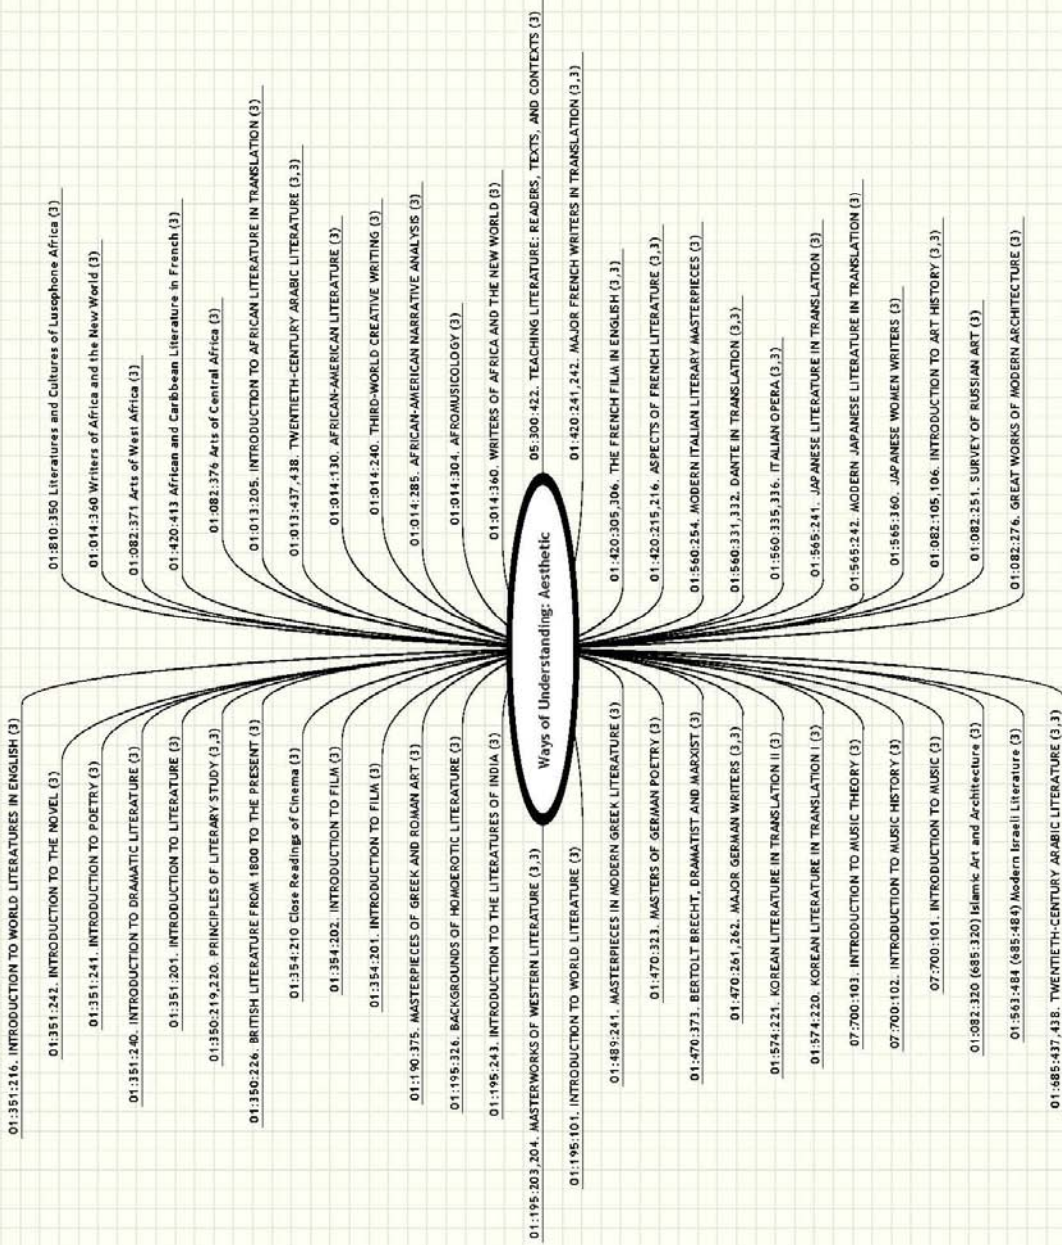 01:810:350 Literatures and Cultures of Lusophone Africa (3)
01:014:360 Writers of Africa and the New World (3)
01:082:371 Arts of West Africa (3)
01:420:413 African and Caribbean Literature in French (3)
01:082:376 Arts of Central Africa (3)
01:013:205. INTRODUCTION TO AFRICAN LITERATURE IN TRANSLATION (3)
01:013:437,438. TWENTIETH-CENTURY ARABIC LITERATURE (3,3)
01:014:130. AFRICAN-AMERICAN LITERATURE (3)
01:014:240. THIRD-WORLD CREATIVE WRITING (3)
01:014:285. AFRICAN-AMERICAN NARRATIVE ANALYSIS (3)
01:014:304. AFROMUSICOLOGY (3)
01:014:360. WRITERS OF AFRICA AND THE NEW WORLD (3)
05:300:422. TEACHING LITERATURE: READERS, TEXTS, AND CONTEXTS (3)
01:420:241,242. MAJOR FRENCH WRITERS IN TRANSLATION (3,3)
01:420:305,306. THE FRENCH FILM IN ENGLISH (3,3)
01:420:215,216. ASPECTS OF FRENCH LITERATURE (3,3)
01:560:254. MODERN ITALIAN LITERARY MASTERPIECES (3)
01:560:331,332. DANTE IN TRANSLATION (3,3)
01:560:335,336. ITALIAN OPERA (3,3)
01:565:241. JAPANESE LITERATURE IN TRANSLATION (3)
01:565:242. MODERN JAPANESE LITERATURE IN TRANSLATION (3)
01:565:360. JAPANESE WOMEN WRITERS (3)
01:082:105,106. INTRODUCTION TO ART HISTORY (3,3)
01:082:251. SURVEY OF RUSSIAN ART (3)
01:082:276. GREAT WORKS OF MODERN ARCHITECTURE (3)
Ways of Understanding: Aesthetic
01:351:216. INTRODUCTION TO WORLD LITERATURES IN ENGLISH (3)
01:351:242. INTRODUCTION TO THE NOVEL (3)
01:351:241. INTRODUCTION TO POETRY (3)
01:351:240. INTRODUCTION TO DRAMATIC LITERATURE (3)
01:351:201. INTRODUCTION TO LITERATURE (3)
01:350:219,220. PRINCIPLES OF LITERARY STUDY (3,3)
01:350:226. BRITISH LITERATURE FROM 1800 TO THE PRESENT (3)
01:354:210 Close Readings of Cinema (3)
01:354:202. INTRODUCTION TO FILM (3)
01:354:201. INTRODUCTION TO FILM (3)
01:190:375. MASTERPIECES OF GREEK AND ROMAN ART (3)
01:195:326. BACKGROUNDS OF HOMOEROTIC LITERATURE (3)
01:195:243. INTRODUCTION TO THE LITERATURES OF INDIA (3)
01:195:203,204. MASTERWORKS OF WESTERN LITERATURE (3,3)
01:195:101. INTRODUCTION TO WORLD LITERATURE (3)
01:489:241. MASTERPIECES IN MODERN GREEK LITERATURE (3)
01:470:323. MASTERS OF GERMAN POETRY (3)
01:470:373. BERTOLT BRECHT, DRAMATIST AND MARXIST (3)
01:470:261,262. MAJOR GERMAN WRITERS (3,3)
01:574:221. KOREAN LITERATURE IN TRANSLATION II (3)
01:574:220. KOREAN LITERATURE IN TRANSLATION I (3)
07:700:103. INTRODUCTION TO MUSIC THEORY (3)
07:700:102. INTRODUCTION TO MUSIC HISTORY (3)
07:700:101. INTRODUCTION TO MUSIC (3)
01:082:320 (685:320) Islamic Art and Architecture (3)
01:563:484 (685:484) Modern Israeli Literature (3)
01:685:437,438. TWENTIETH-CENTURY ARABIC LITERATURE (3,3)